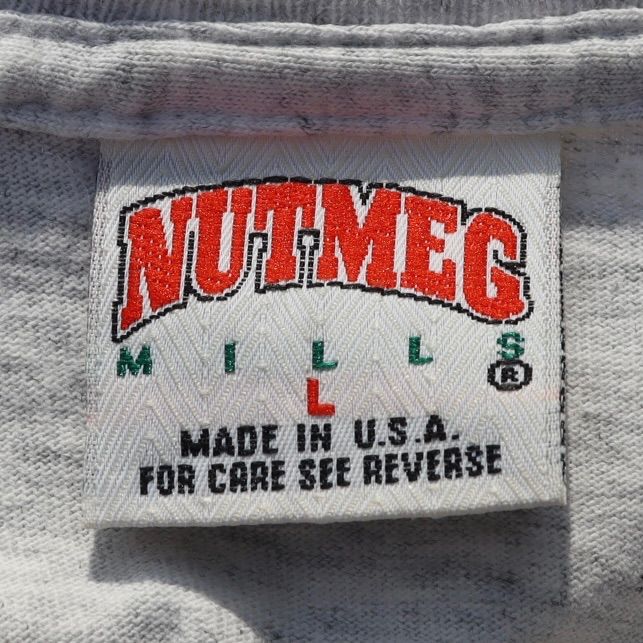 NUTMEG
MILLS
®
L
MADE IN U.S.A.
FOR CARE SEE REVERSE